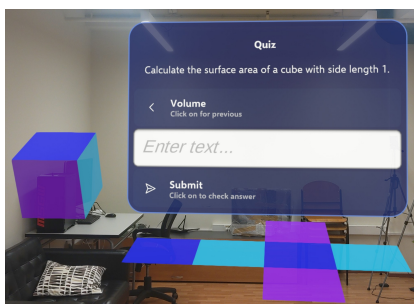 Quiz
Calculate the surface area of a cube with side length 1.
Volume
Click on for previous
Enter text...
Submit
Click on to check answer